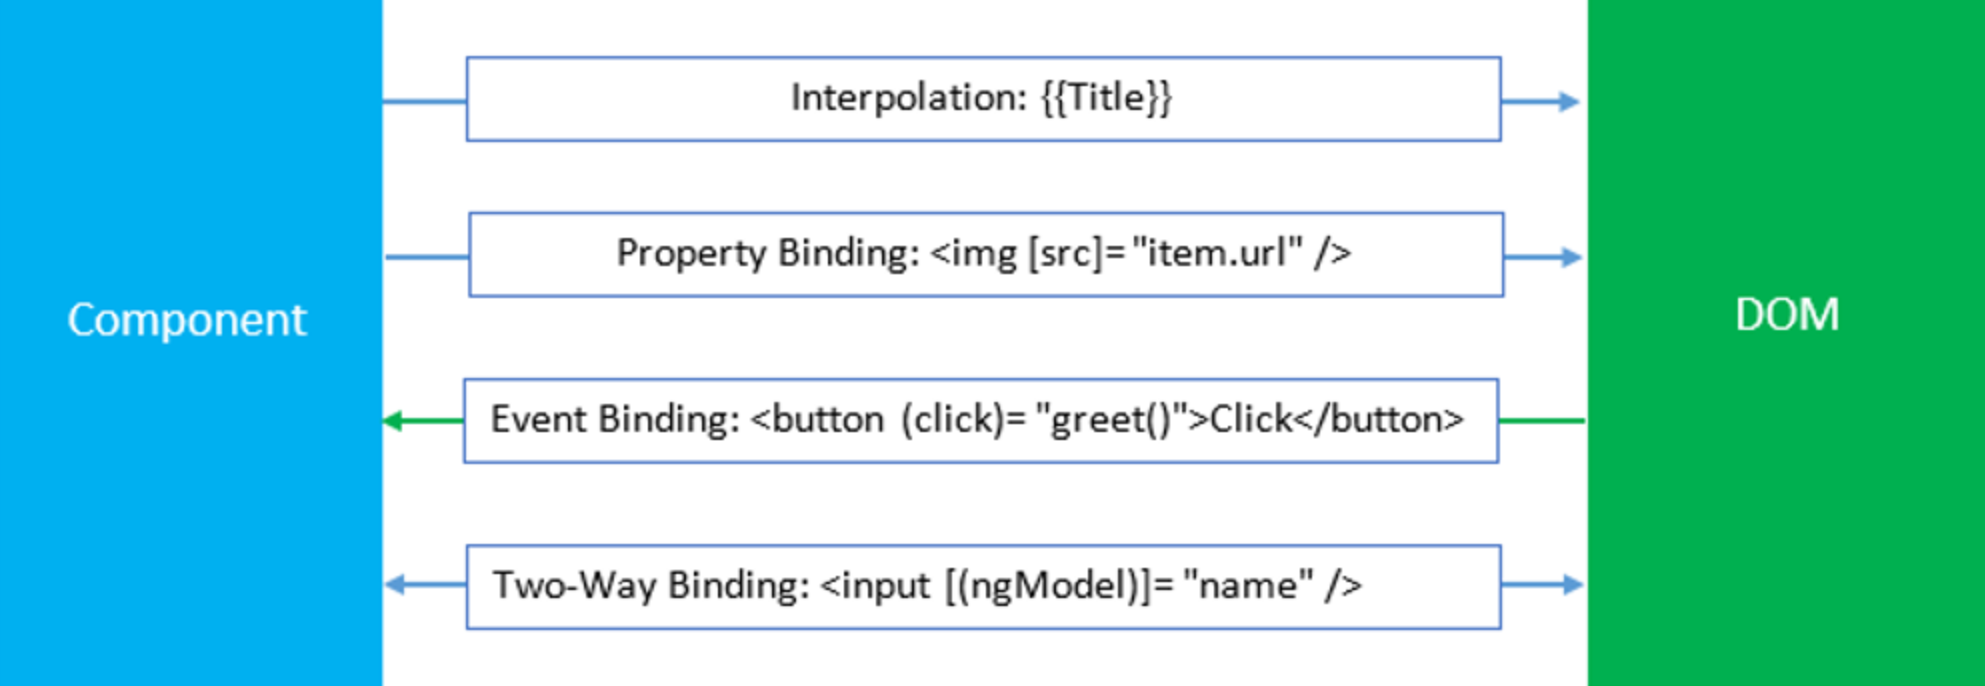 Interpolation: {{Title}}
Property Binding: <img [src]= "item.url" />
Component
DOM
Event Binding: <button (click)= "greet()">Click</button>
Two-Way Binding: <input [(ngModel)]= "name" />